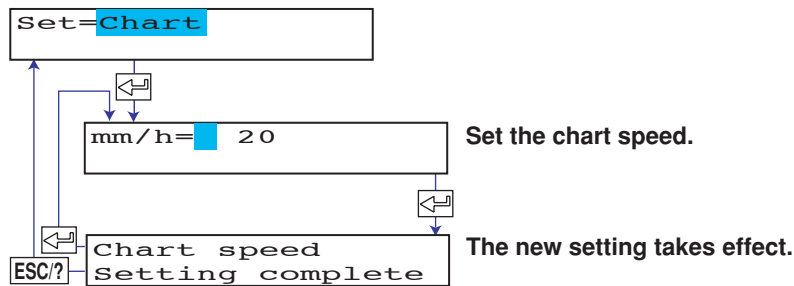 Set=Chart
mm/h= 20
Set the chart speed.
Chart speed
Setting complete
The new setting takes effect.
ESC/?